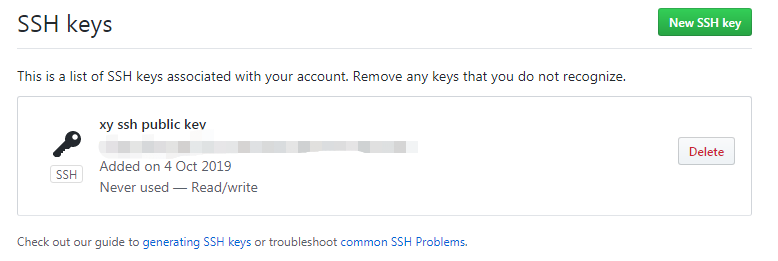 SSH keys
New SSH key
This is a list of SSH keys associated with your account. Remove any keys that you do not recognize.
xy ssh public kev
Added on 4 Oct 2019
SSH
Never used — Read/write
Delete
Check out our guide to generating SSH keys or troubleshoot common SSH Problems.